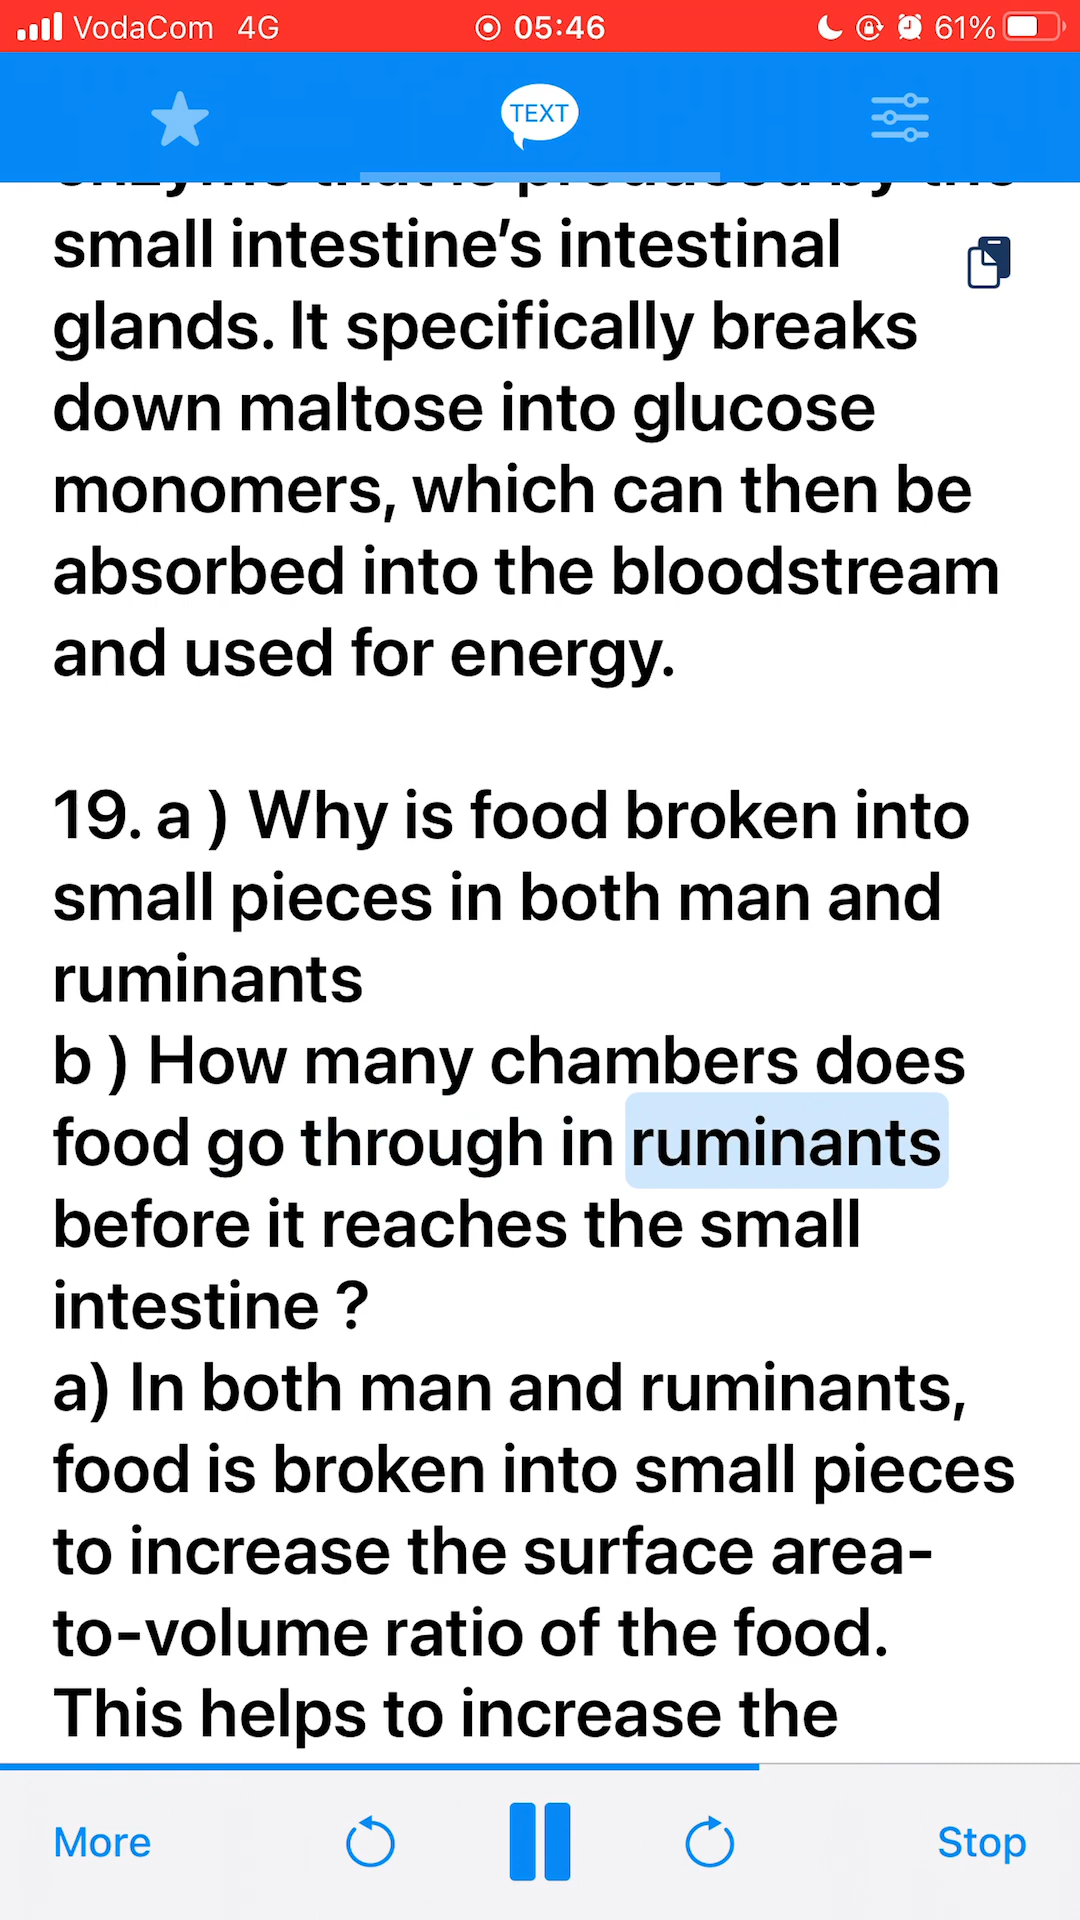 VodaCom 4G 05:46 61%
TEXT
small intestine’s intestinal
glands. It specifically breaks
down maltose into glucose
monomers, which can then be
absorbed into the bloodstream
and used for energy.
19. a ) Why is food broken into
small pieces in both man and
ruminants
b ) How many chambers does
food go through in ruminants
before it reaches the small
intestine ?
a) In both man and ruminants,
food is broken into small pieces
to increase the surface area-
to-volume ratio of the food.
This helps to increase the
More
Stop